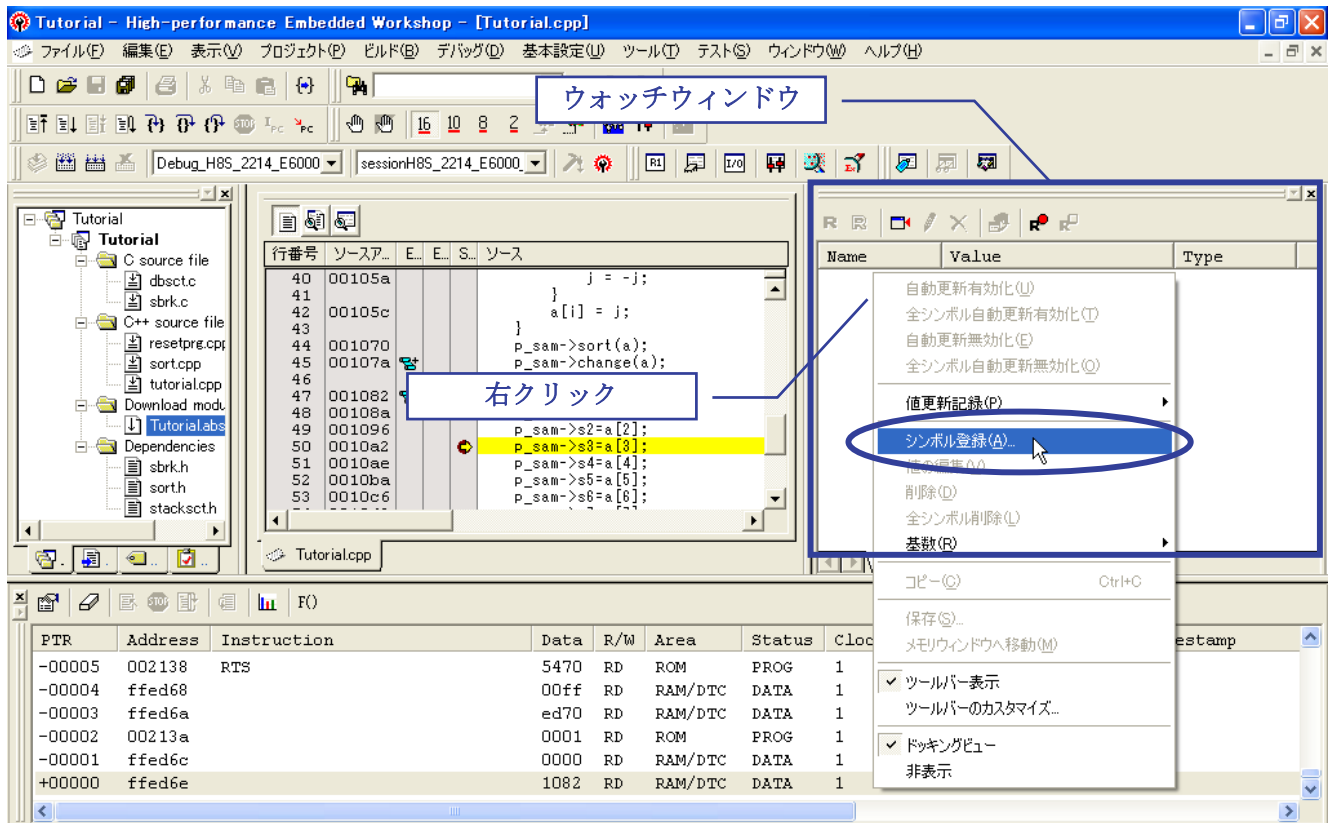 Tutorial - High-performance Embedded Workshop - [Tutorial.cpp]
ファイル(F) 編集(E) 表示(V) プロジェクト(P) ビルド(B) デバッグ(D) 基本設定(U) ツール(T) テスト(S) ウィンドウ(W) ヘルプ(H)
ウォッチウィンドウ
16 10 8 2
Debug_H8S_2214_E6000 sessionH8S_2214_E6000_
Tutorial
Tutorial
C source file
dbsct.c
sbrk.c
C++ source file
resetprg.cpp
sort.cpp
tutorial.cpp
Download modu
Tutorial.abs
Dependencies
sbrk.h
sort.h
stacksct.h
行番号 ソースア... E... E... S... ソース
40 00105a j = -j;
41 }
42 00105c a[i] = j;
43 }
44 001070 p_sam->sort(a);
45 00107a p_sam->change(a);
46
47 001082
48 00108a
49 001096 p_sam->s2=a[2];
50 0010a2 p_sam->s3=a[3];
51 0010ae p_sam->s4=a[4];
52 0010ba p_sam->s5=a[5];
53 0010c6 p_sam->s6=a[6];
右クリック
Tutorial.cpp
Name Value Type
自動更新有効化(U)
全シンボル自動更新有効化(T)
自動更新無効化(E)
全シンボル自動更新無効化(O)
値更新記録(P)
シンボル登録(A)...
値の編集(V)...
削除(D)
全シンボル削除(L)
基数(R)
コピー(C) Ctrl+C
保存(S)...
メモリウィンドウへ移動(M)
ツールバー表示
ツールバーのカスタマイズ...
ドッキングビュー
非表示
F()
PTR Address Instruction Data R/W Area Status Cloc estamp
-00005 002138 RTS 5470 RD ROM PROG 1
-00004 ffed68 00ff RD RAM/DTC DATA 1
-00003 ffed6a ed70 RD RAM/DTC DATA 1
-00002 00213a 0001 RD ROM PROG 1
-00001 ffed6c 0000 RD RAM/DTC DATA 1
+00000 ffed6e 1082 RD RAM/DTC DATA 1